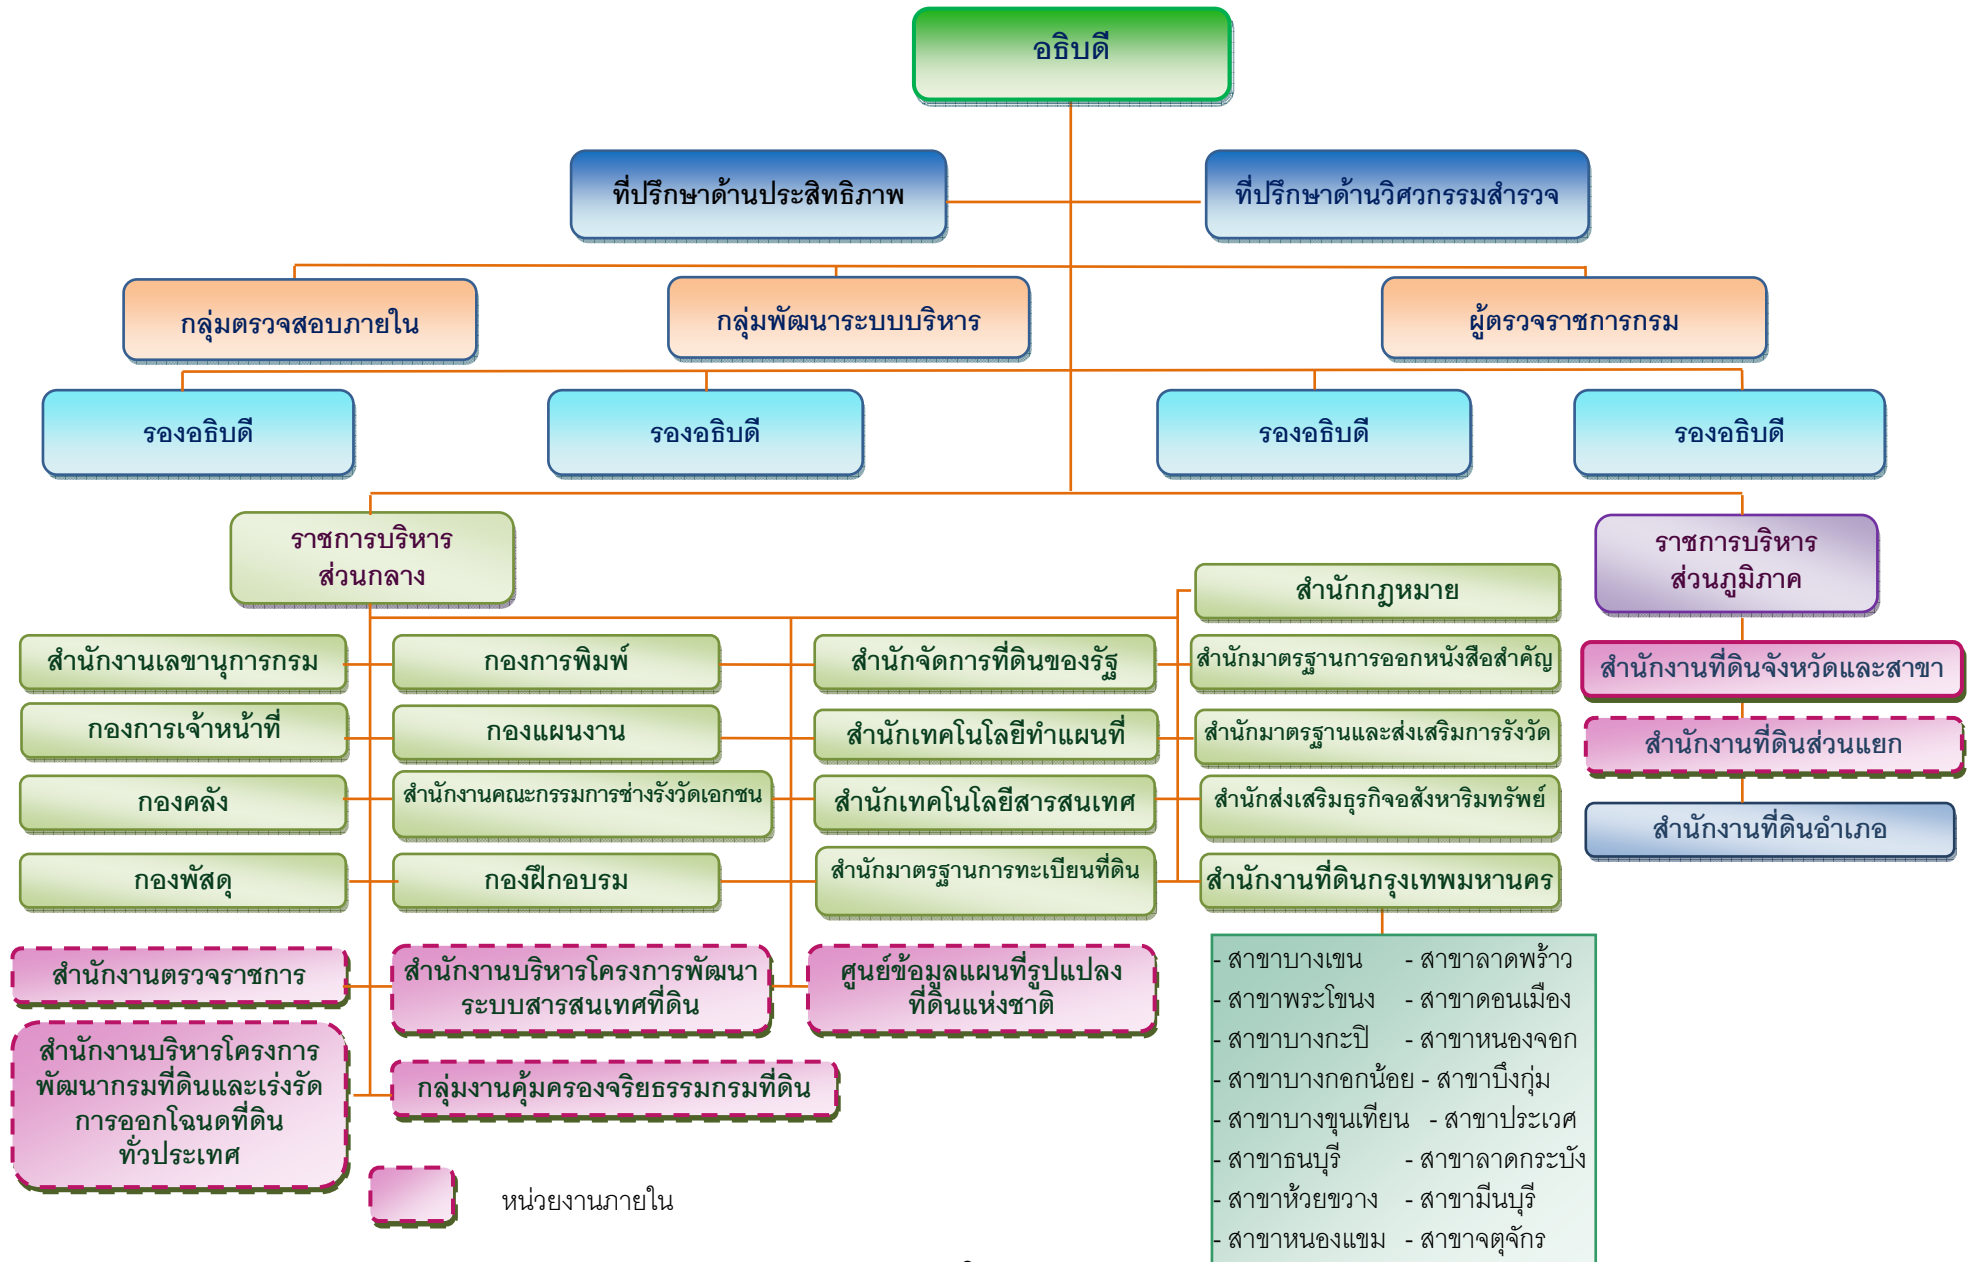 อธิบดี
ที่ปรึกษาด้านประสิทธิภาพ
ที่ปรึกษาด้านวิศวกรรมสำรวจ
กลุ่มตรวจสอบภายใน
กลุ่มพัฒนาระบบบริหาร
ผู้ตรวจราชการกรม
รองอธิบดี
รองอธิบดี
รองอธิบดี
รองอธิบดี
ราชการบริหาร
ส่วนกลาง
ราชการบริหาร
ส่วนภูมิภาค
สำนักกฎหมาย
สำนักงานเลขานุการกรม
กองการพิมพ์
สำนักจัดการที่ดินของรัฐ
สำนักมาตรฐานการออกหนังสือสำคัญ
สำนักงานที่ดินจังหวัดและสาขา
กองการเจ้าหน้าที่
กองแผนงาน
สำนักเทคโนโลยีทำแผนที่
สำนักมาตรฐานและส่งเสริมการรังวัด
สำนักงานที่ดินส่วนแยก
กองคลัง
สำนักงานคณะกรรมการช่างรังวัดเอกชน
สำนักเทคโนโลยีสารสนเทศ
สำนักส่งเสริมธุรกิจอสังหาริมทรัพย์
สำนักงานที่ดินอำเภอ
กองพัสดุ
กองฝึกอบรม
สำนักมาตรฐานการทะเบียนที่ดิน
สำนักงานที่ดินกรุงเทพมหานคร
สำนักงานตรวจราชการ
สำนักงานบริหารโครงการพัฒนา
ระบบสารสนเทศที่ดิน
ศูนย์ข้อมูลแผนที่รูปแปลง
ที่ดินแห่งชาติ
สำนักงานบริหารโครงการ
พัฒนากรมที่ดินและเร่งรัด
การออกโฉนดที่ดิน
ทั่วประเทศ
กลุ่มงานคุ้มครองจริยธรรมกรมที่ดิน
- สาขาบางเขน - สาขาลาดพร้าว
- สาขาพระโขนง - สาขาดอนเมือง
- สาขาบางกะปิ - สาขาหนองจอก
- สาขาบางกอกน้อย - สาขาบึงกุ่ม
- สาขาบางขุนเทียน - สาขาประเวศ
- สาขาธนบุรี - สาขาลาดกระบัง
- สาขาห้วยขวาง - สาขามีนบุรี
- สาขาหนองแขม - สาขาจตุจักร
หน่วยงานภายใน